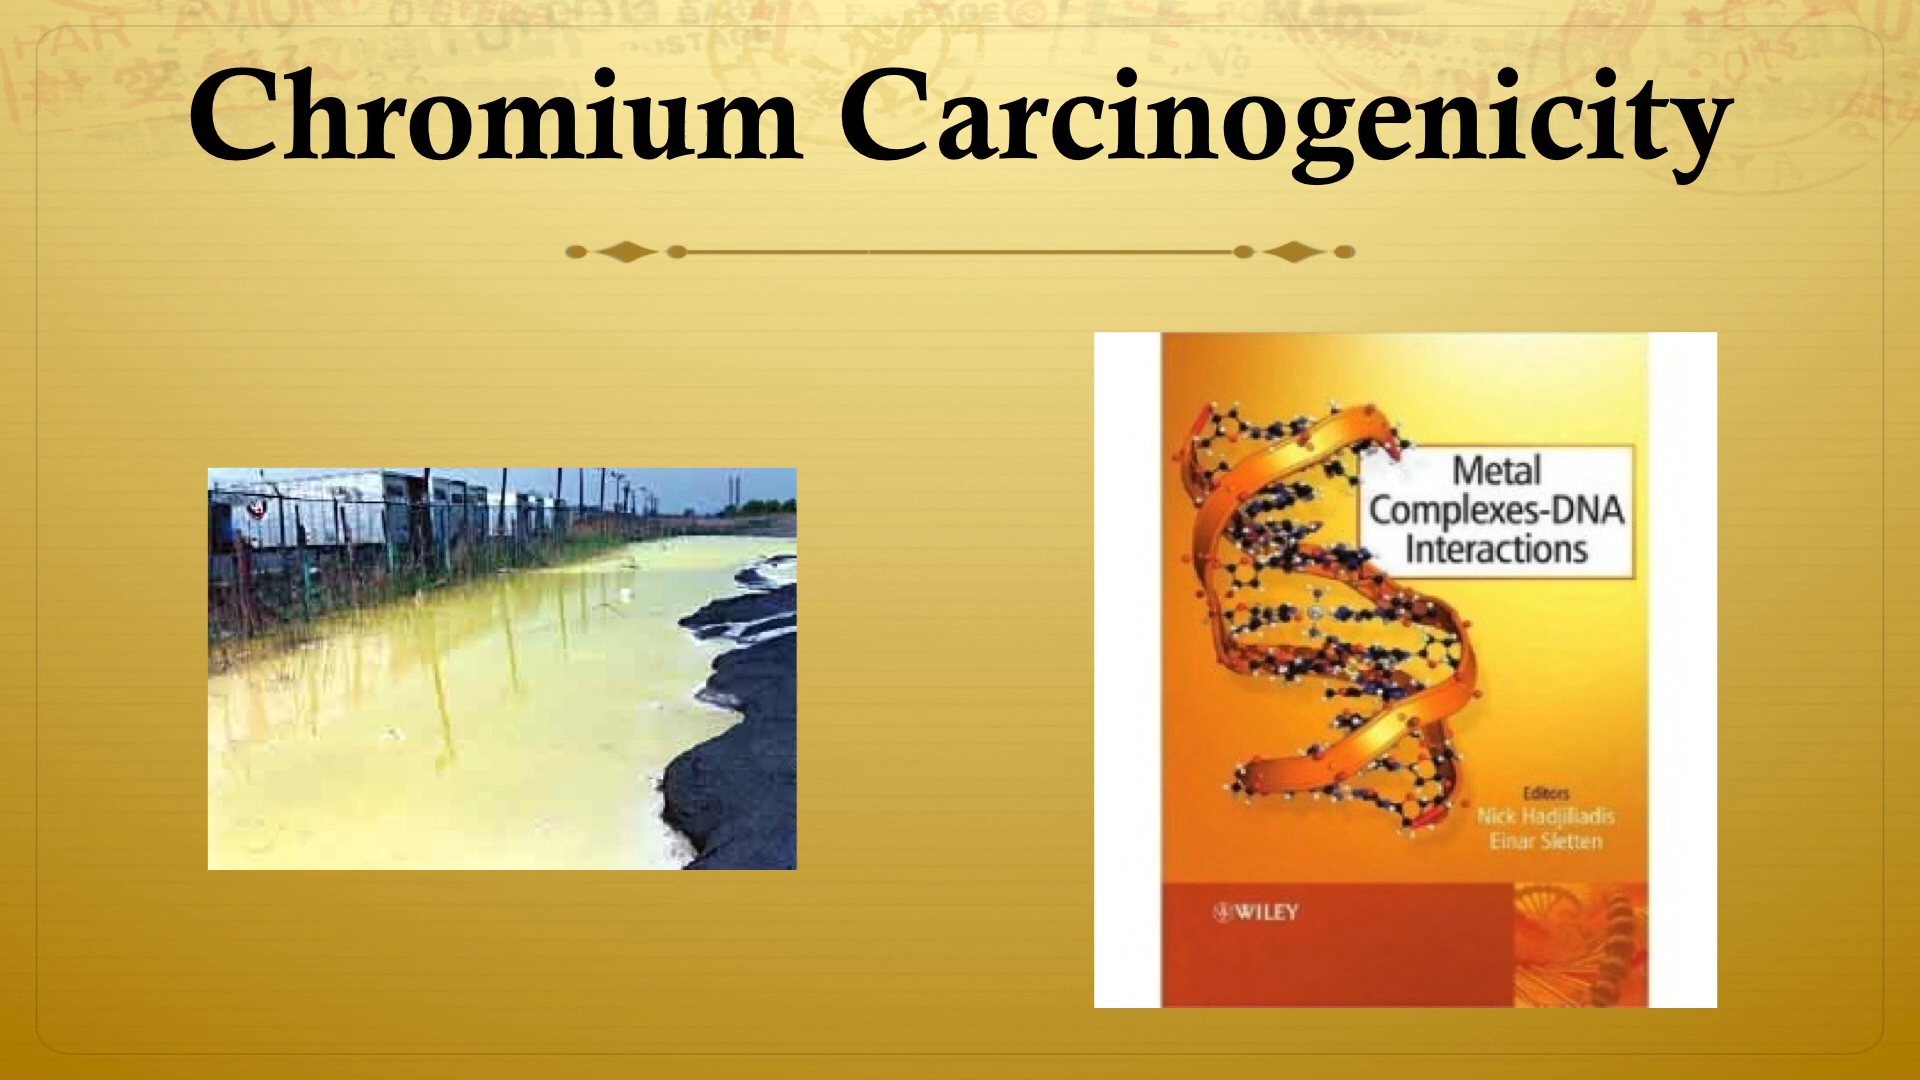 Chromium Carcinogenicity
Metal
Complexes-DNA
Interactions
Editors
Nick Hadjiliadis
Einar Sletten
WILEY